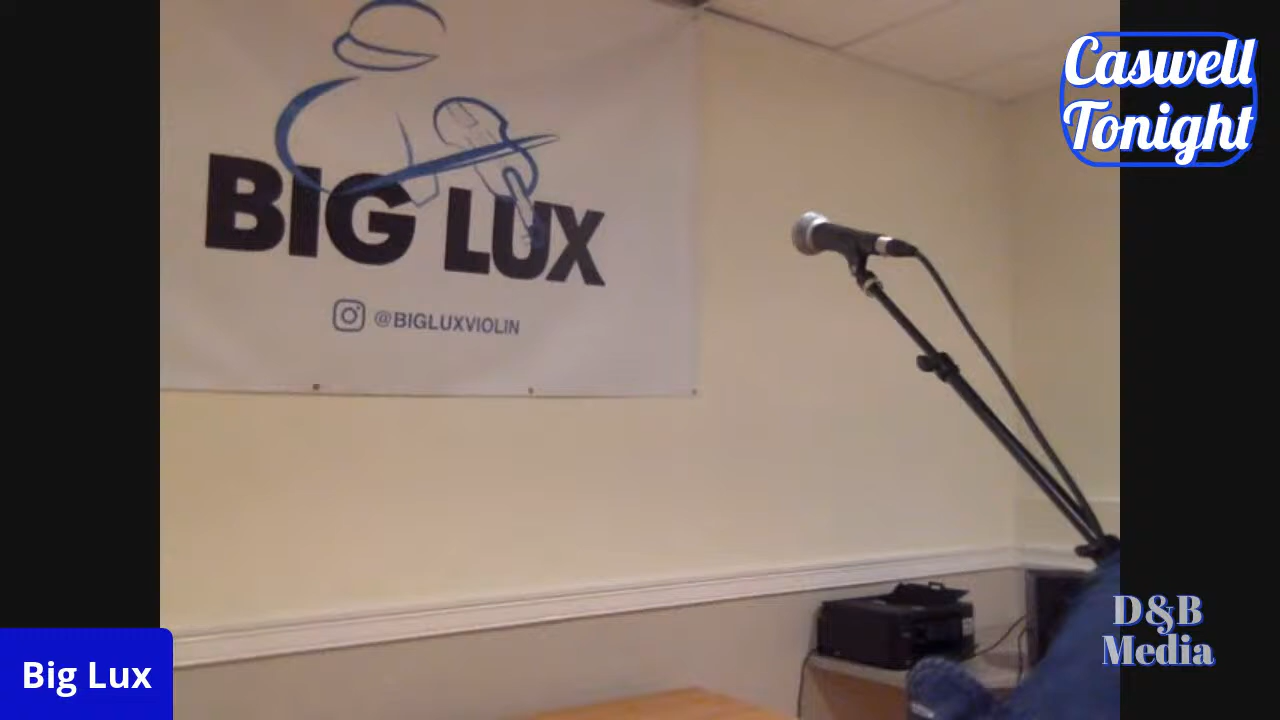 Caswell
Tonight
BIG LUX
@BIGLUXVIOLIN
D&B
Media
Big Lux